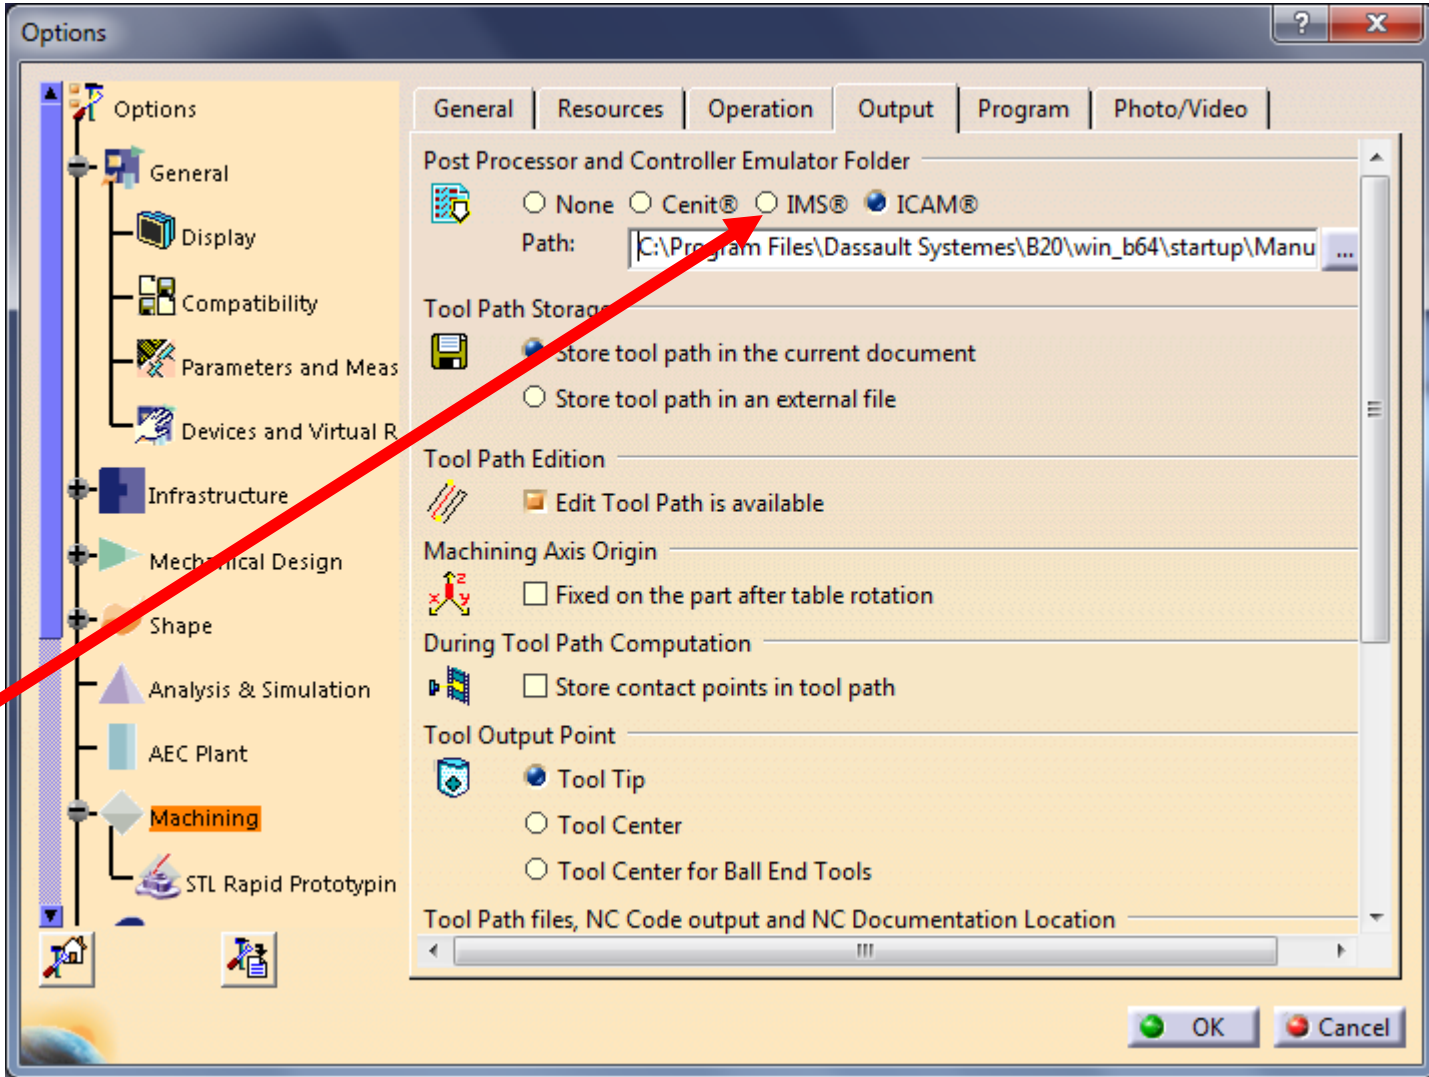 Options
Options
General
Display
Compatibility
Parameters and Meas
Devices and Virtual R
Infrastructure
Mechanical Design
Shape
Analysis & Simulation
AEC Plant
Machining
STL Rapid Prototypin
General Resources Operation Output Program Photo/Video
Post Processor and Controller Emulator Folder
None Cenit® IMS® ICAM®
Path: C:\Program Files\Dassault Systemes\B20\win_b64\startup\Manu ...
Tool Path Storage
Store tool path in the current document
Store tool path in an external file
Tool Path Edition
Edit Tool Path is available
Machining Axis Origin
Fixed on the part after table rotation
During Tool Path Computation
Store contact points in tool path
Tool Output Point
Tool Tip
Tool Center
Tool Center for Ball End Tools
Tool Path files, NC Code output and NC Documentation Location
OK Cancel